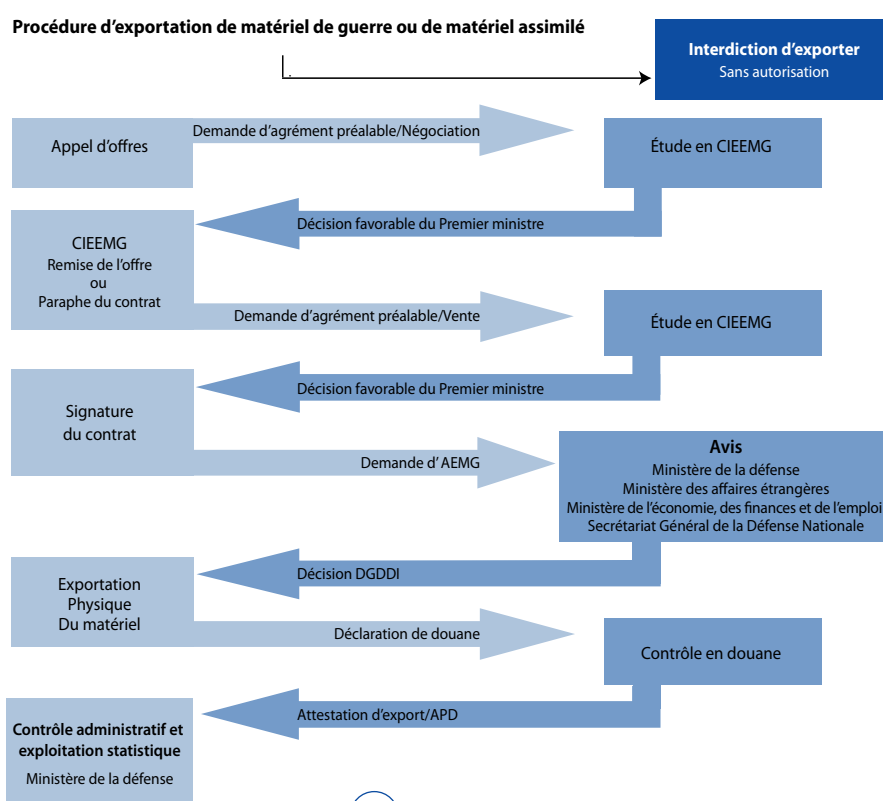 Procédure d'exportation de matériel de guerre ou de matériel assimilé
Interdiction d'exporter
Sans autorisation
Appel d'offres
Demande d'agrément préalable/Négociation
Étude en CIEEMG
Décision favorable du Premier ministre
CIEEMG
Remise de l'offre
ou
Paraphe du contrat
Demande d'agrément préalable/Vente
Étude en CIEEMG
Décision favorable du Premier ministre
Signature
du contrat
Demande d' AEMG
Avis
Ministère de la défense
Ministère des affaires étrangères
Ministère de l'économie, des finances et de l'emploi
Secrétariat Général de la Défense Nationale
Décision DGDDI
Exportation
Physique
Du matériel
Déclaration de douane
Contrôle en douane
Attestation d'export/APD
Contrôle administratif et
exploitation statistique
Ministère de la défense